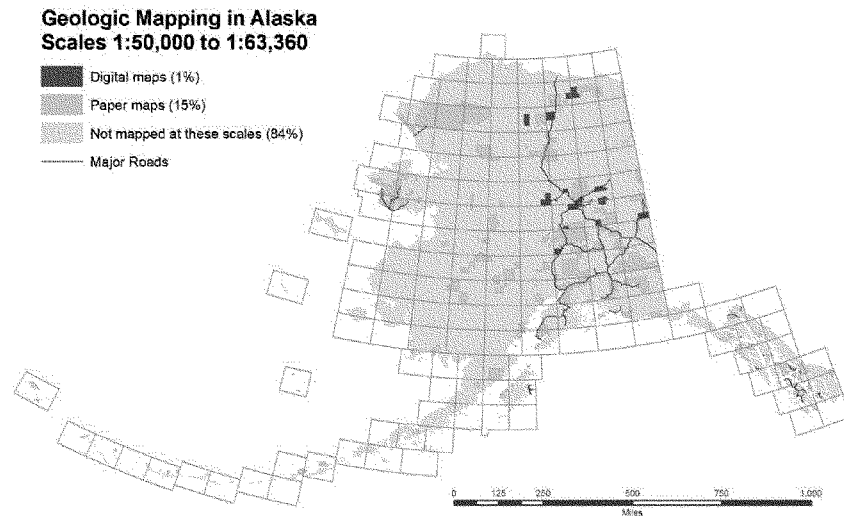 Geologic Mapping in Alaska
Scales 1:50,000 to 1:63,360
Digital maps (1%)
Paper maps (15%)
Not mapped at these scales (84%)
Major Roads
0 125 250 500 750 1,000
Miles